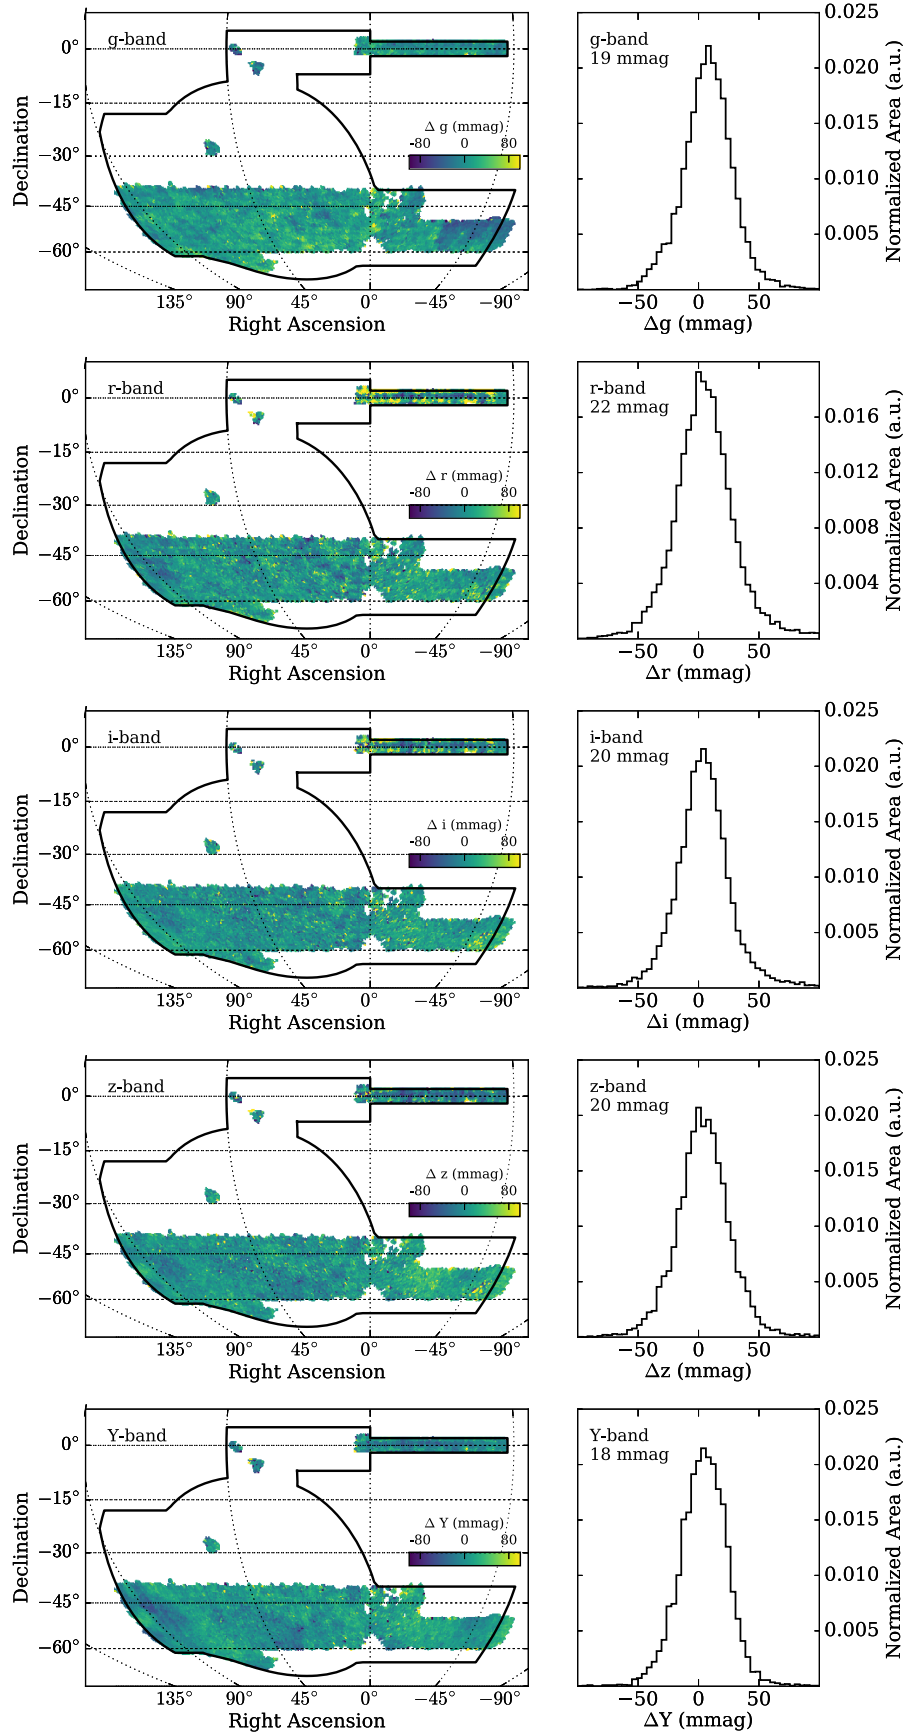 g-band
0°
−15°
−30°
−45°
−60°
Declination
Δ g (mmag)
-80 0 80
135° 90° 45° 0° −45° −90°
Right Ascension
g-band
19 mmag
0.025
0.020
0.015
0.010
0.005
Normalized Area (a.u.)
−50 0 50
Δg (mmag)
r-band
0°
−15°
−30°
−45°
−60°
Declination
Δ r (mmag)
-80 0 80
135° 90° 45° 0° −45° −90°
Right Ascension
r-band
22 mmag
0.016
0.012
0.008
0.004
Normalized Area (a.u.)
−50 0 50
Δr (mmag)
i-band
0°
−15°
−30°
−45°
−60°
Declination
Δ i (mmag)
-80 0 80
135° 90° 45° 0° −45° −90°
Right Ascension
i-band
20 mmag
0.025
0.020
0.015
0.010
0.005
Normalized Area (a.u.)
−50 0 50
Δi (mmag)
z-band
0°
−15°
−30°
−45°
−60°
Declination
Δ z (mmag)
-80 0 80
135° 90° 45° 0° −45° −90°
Right Ascension
z-band
20 mmag
0.025
0.020
0.015
0.010
0.005
Normalized Area (a.u.)
−50 0 50
Δz (mmag)
Y-band
0°
−15°
−30°
−45°
−60°
Declination
Δ Y (mmag)
-80 0 80
135° 90° 45° 0° −45° −90°
Right Ascension
Y-band
18 mmag
0.025
0.020
0.015
0.010
0.005
Normalized Area (a.u.)
−50 0 50
ΔY (mmag)